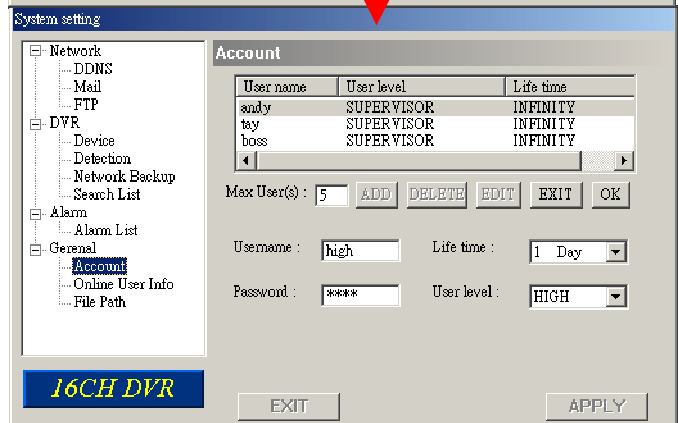 System setting
Network
DDNS
Mail
FTP
DVR
Device
Detection
Network Backup
Search List
Alarm
Alarm List
Gerenal
Account
Online User Info
File Path
16CH DVR
Account
User name User level Life time
andy SUPERVISOR INFINITY
tay SUPERVISOR INFINITY
boss SUPERVISOR INFINITY
Max User(s) : 5 ADD DELETE EDIT EXIT OK
Username : high Life time : 1 Day
Password : **** User level : HIGH
EXIT APPLY